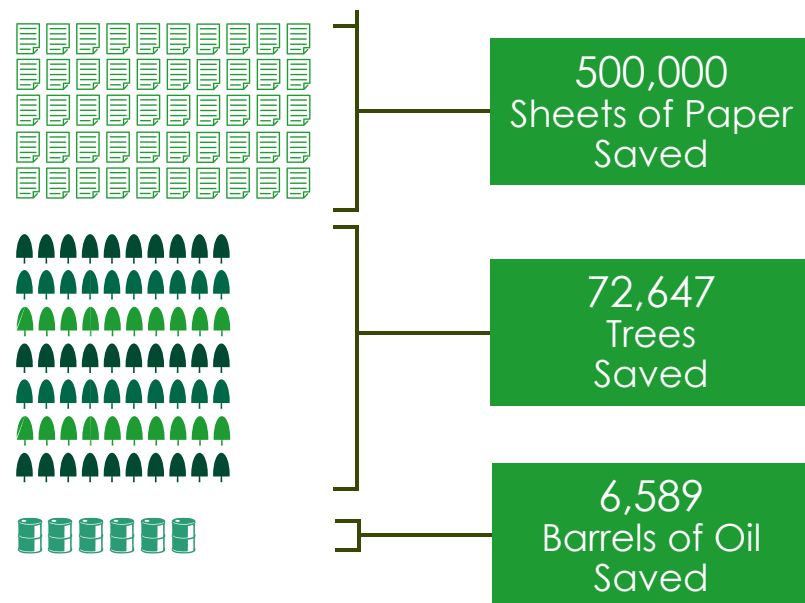 500,000
Sheets of Paper
Saved
72,647
Trees
Saved
6,589
Barrels of Oil
Saved